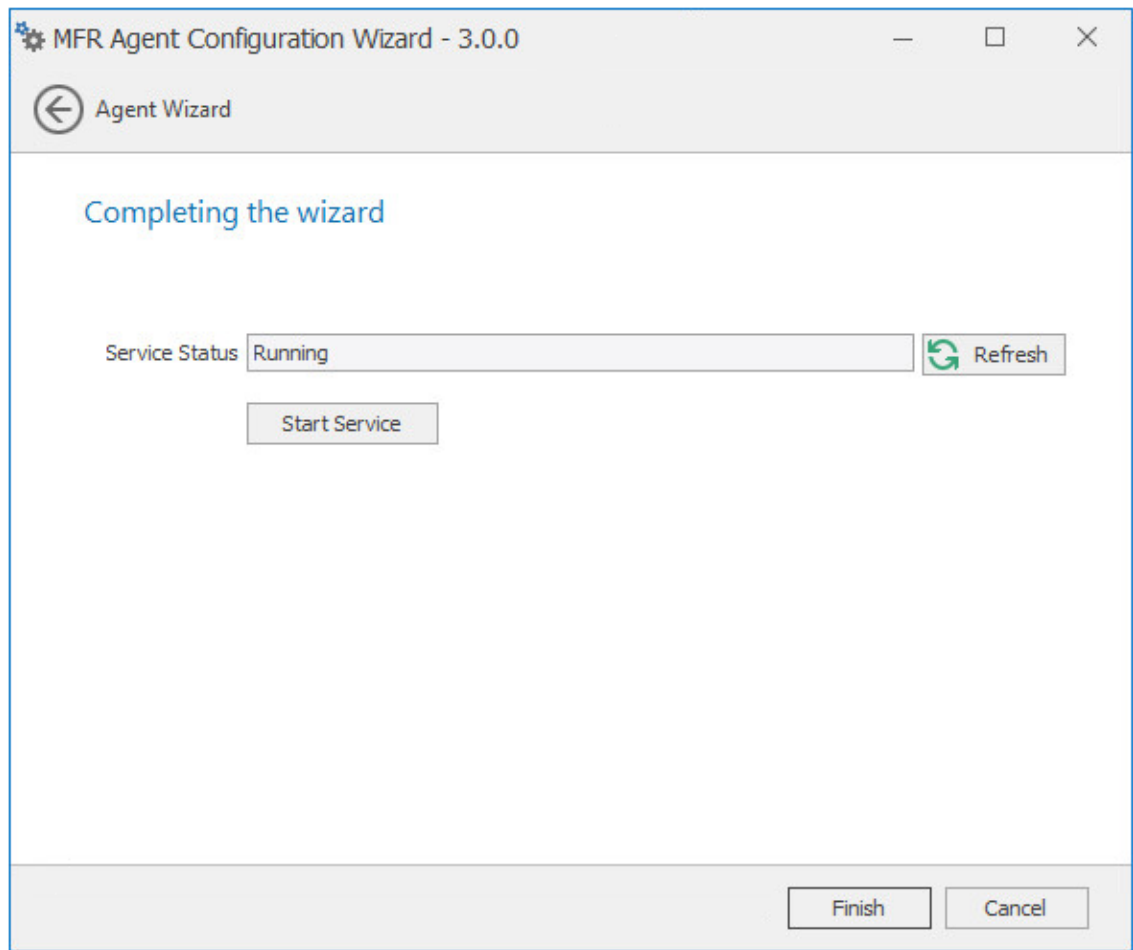 MFR Agent Configuration Wizard - 3.0.0
Agent Wizard
Completing the wizard
Service Status Running Refresh
Start Service
Finish Cancel